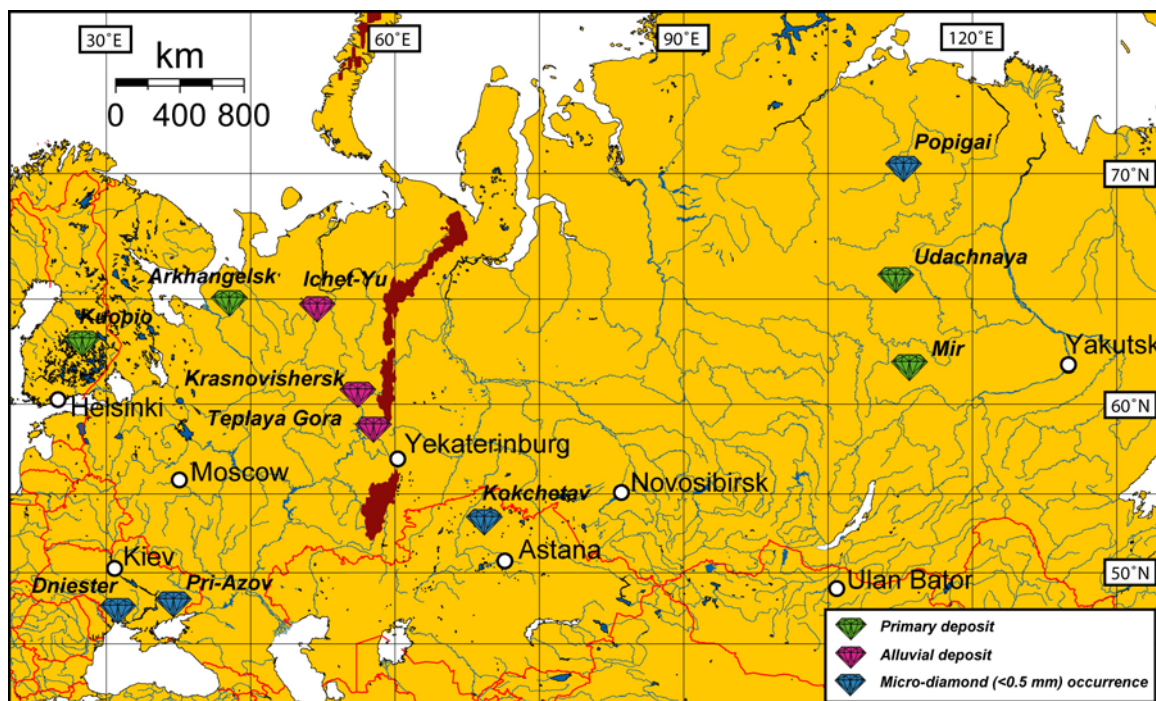 30°E
60°E
90°E
120°E
km
0 400 800
Popigai
70°N
Udachnaya
Arkhangelsk
Ichet-Yu
Kuopio
Mir
Yakutsk
Krasnovishersk
Helsinki
Teplaya Gora
60°N
Yekaterinburg
Moscow
Kokchetav
Novosibirsk
Kiev
Astana
50°N
Dniester
Pri-Azov
Ulan Bator
Primary deposit
Alluvial deposit
Micro-diamond (<0.5 mm) occurrence